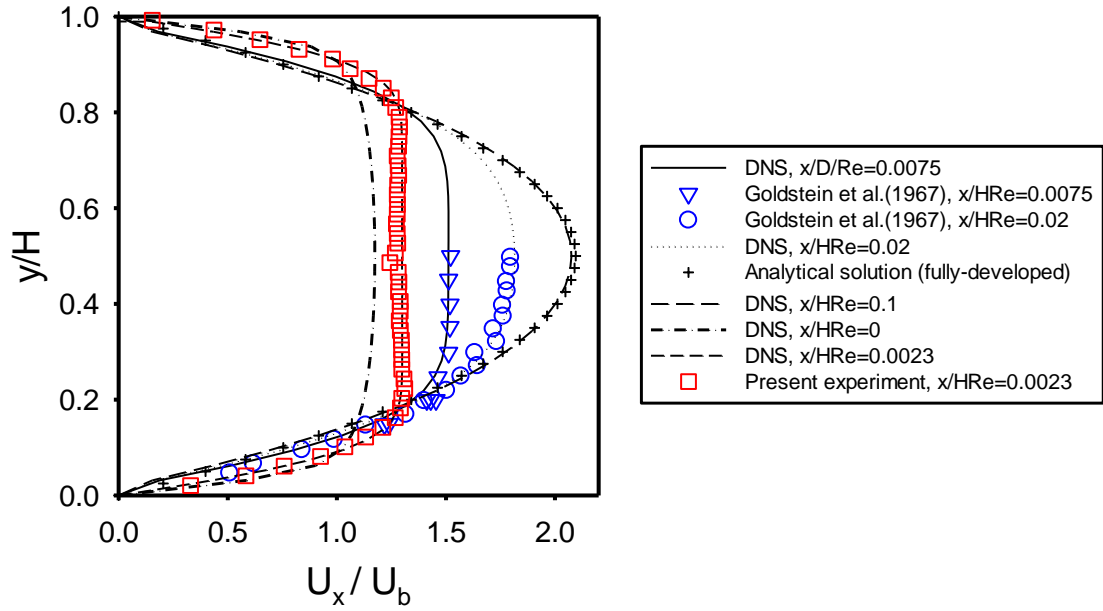 1.0
0.8
0.6
0.4
0.2
0.0
y/H
0.0 0.5 1.0 1.5 2.0
U_x / U_b
DNS, x/D/Re=0.0075
Goldstein et al.(1967), x/HRe=0.0075
Goldstein et al.(1967), x/HRe=0.02
DNS, x/HRe=0.02
Analytical solution (fully-developed)
DNS, x/HRe=0.1
DNS, x/HRe=0
DNS, x/HRe=0.0023
Present experiment, x/HRe=0.0023